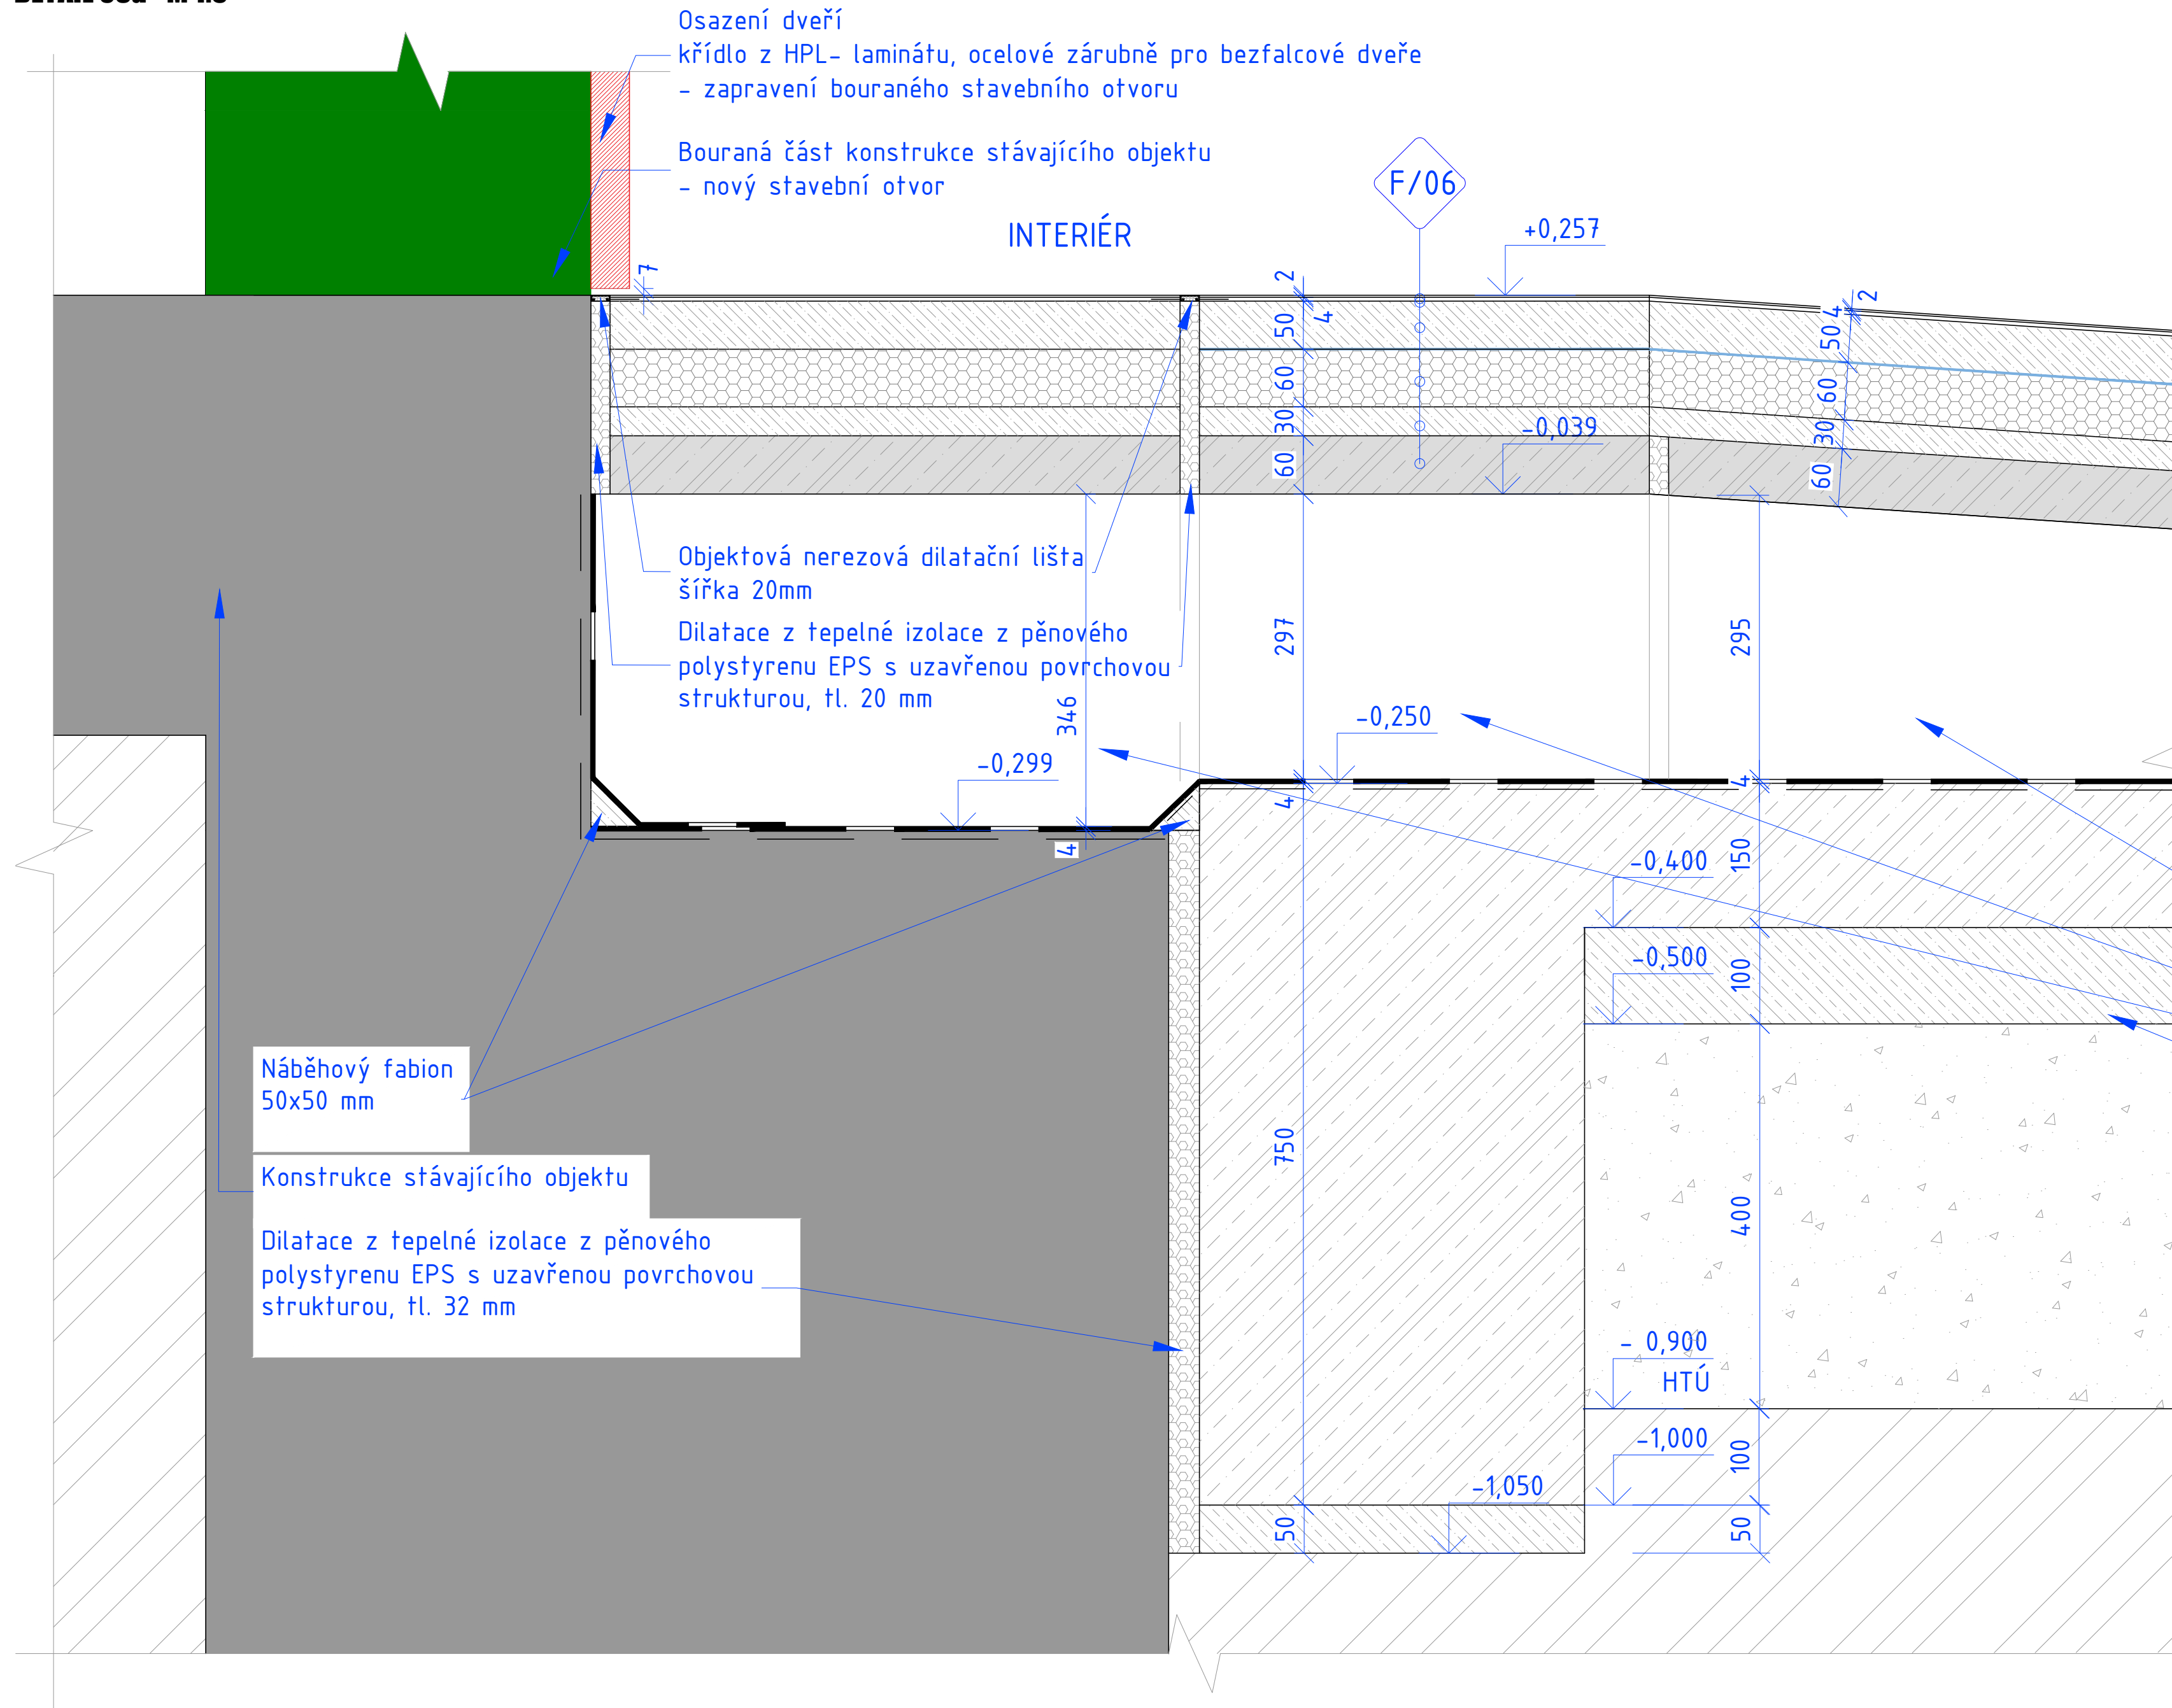 Osazení dveří
křídlo z HPL- laminátu, ocelové zárubně pro bezfalcové dveře
- zapravení bouraného stavebního otvoru
Bouraná část konstrukce stávajícího objektu
- nový stavební otvor
INTERIÉR
F/06
+0,257
7
2
4
50
60
30
60
-0,039
2
4
50
60
30
60
Objektová nerezová dilatační lišta
šířka 20mm
Dilatace z tepelné izolace z pěnového
polystyrenu EPS s uzavřenou povrchovou
strukturou, tl. 20 mm
346
297
295
-0,250
-0,299
4
4
4
-0,400
150
-0,500
100
Náběhový fabion
50x50 mm
Konstrukce stávajícího objektu
Dilatace z tepelné izolace z pěnového
polystyrenu EPS s uzavřenou povrchovou
strukturou, tl. 32 mm
750
400
- 0,900
HTÚ
-1,000
100
-1,050
50
50